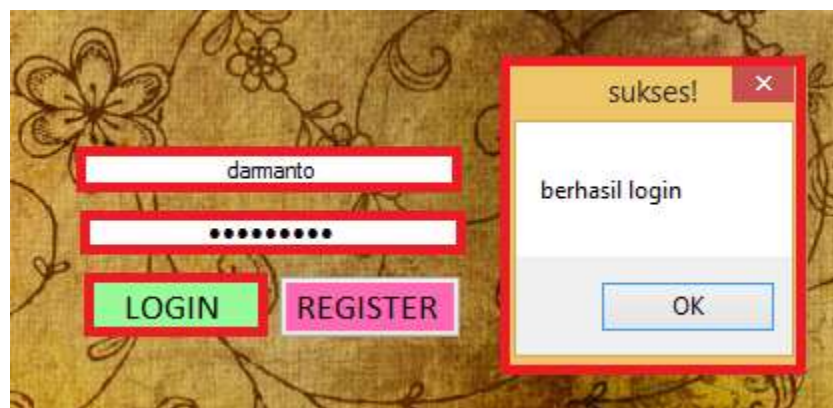 darmanto
●●●●●●●●●
LOGIN
REGISTER
sukses!
berhasil login
OK